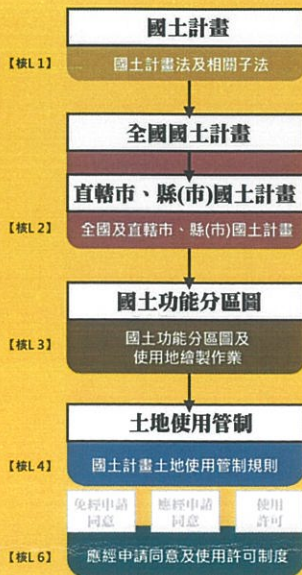 國土計畫
【核L1】
國土計畫法及相關子法
全國國土計畫
直轄市、縣(市)國土計畫
【核L2】
全國及直轄市、縣(市)國土計畫
國土功能分區圖
【核L3】
國土功能分區圖及
使用地繪製作業
土地使用管制
【核L4】
國土計畫土地使用管制規則
免經申請
同意
應經申請
同意
使用
許可
【核L6】
應經申請同意及使用許可制度